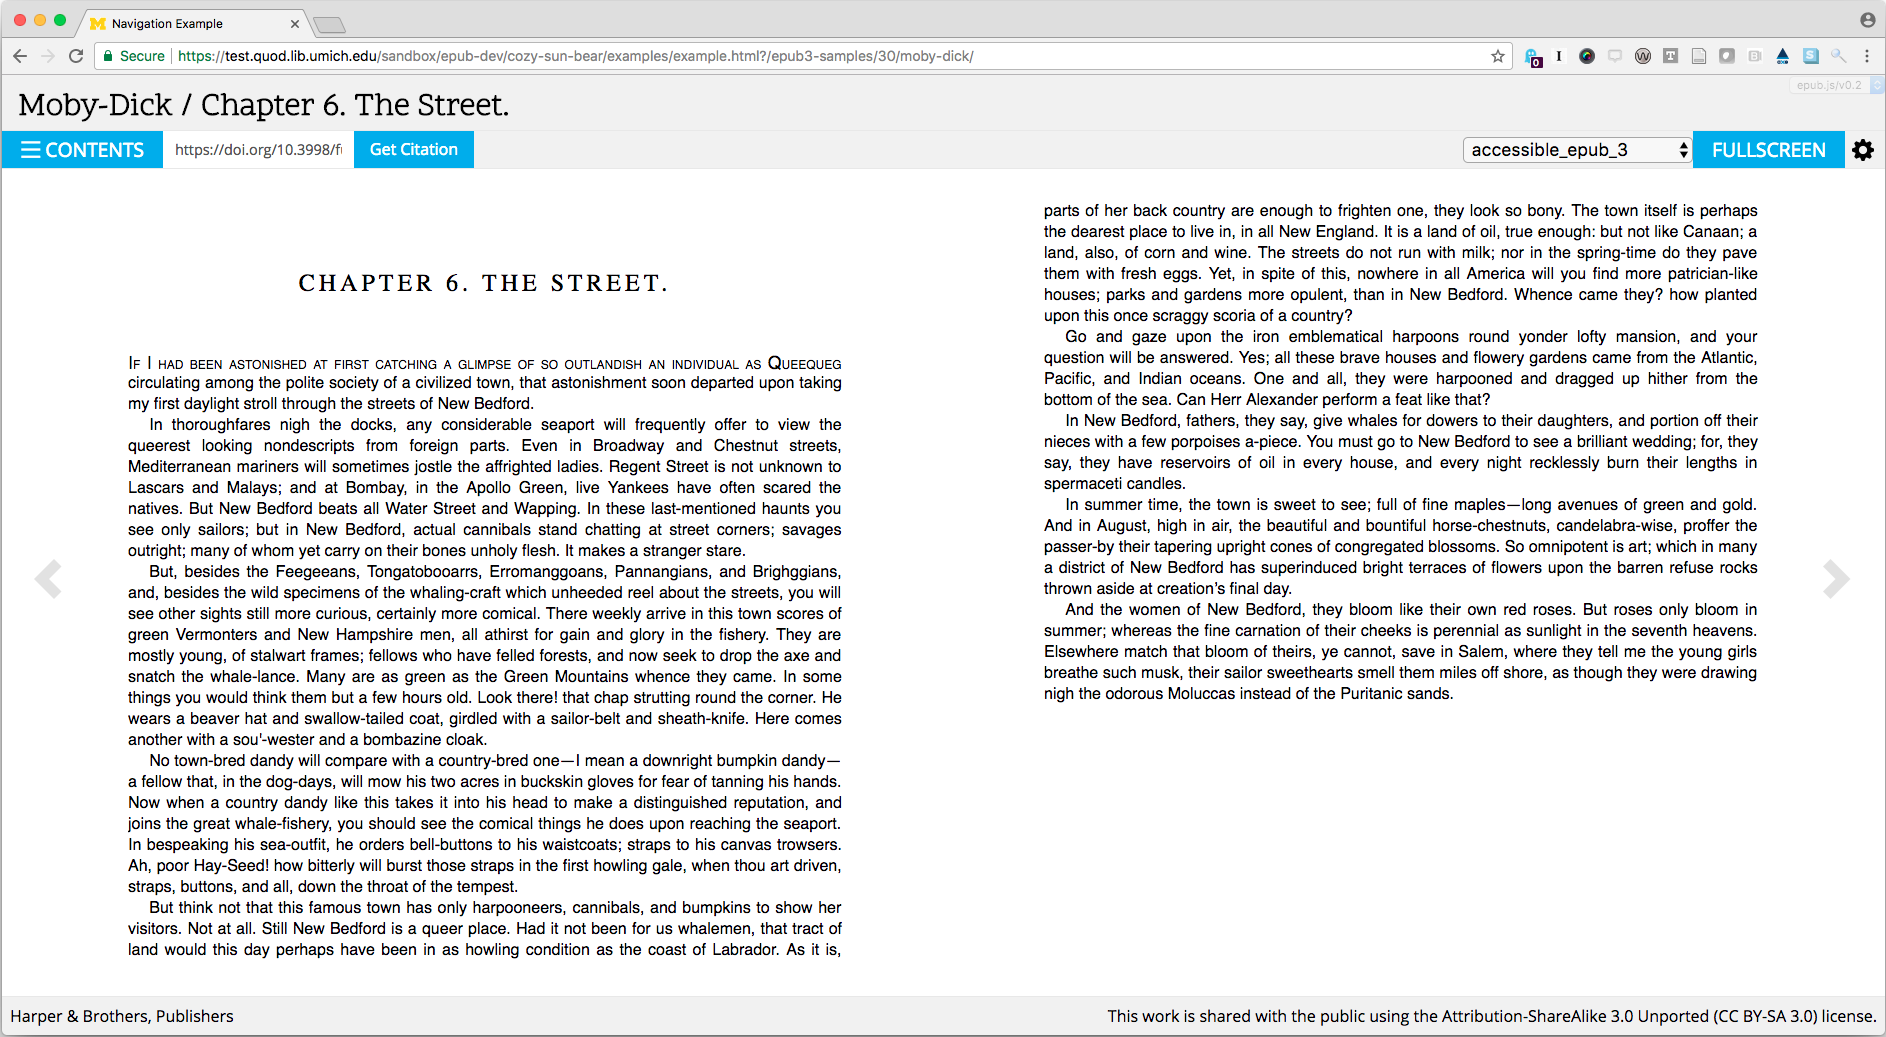 Navigation Example
Secure https://test.quod.lib.umich.edu/sandbox/epub-dev/cozy-sun-bear/examples/example.html?/epub3-samples/30/moby-dick/
0
epub.js/v0.2
Moby-Dick / Chapter 6. The Street.
CONTENTS
https://doi.org/10.3998/f
Get Citation
accessible_epub_3
FULLSCREEN
CHAPTER 6. THE STREET.
IF I HAD BEEN ASTONISHED AT FIRST CATCHING A GLIMPSE OF SO OUTLANDISH AN INDIVIDUAL AS QUEEQUEG
circulating among the polite society of a civilized town, that astonishment soon departed upon taking
my first daylight stroll through the streets of New Bedford.
In thoroughfares nigh the docks, any considerable seaport will frequently offer to view the
queerest looking nondescripts from foreign parts. Even in Broadway and Chestnut streets,
Mediterranean mariners will sometimes jostle the affrighted ladies. Regent Street is not unknown to
Lascars and Malays; and at Bombay, in the Apollo Green, live Yankees have often scared the
natives. But New Bedford beats all Water Street and Wapping. In these last-mentioned haunts you
see only sailors; but in New Bedford, actual cannibals stand chatting at street corners; savages
outright; many of whom yet carry on their bones unholy flesh. It makes a stranger stare.
But, besides the Feegeeans, Tongatobooarrs, Erromanggoans, Pannangians, and Brighggians,
and, besides the wild specimens of the whaling-craft which unheeded reel about the streets, you will
see other sights still more curious, certainly more comical. There weekly arrive in this town scores of
green Vermonters and New Hampshire men, all athirst for gain and glory in the fishery. They are
mostly young, of stalwart frames; fellows who have felled forests, and now seek to drop the axe and
snatch the whale-lance. Many are as green as the Green Mountains whence they came. In some
things you would think them but a few hours old. Look there! that chap strutting round the corner. He
wears a beaver hat and swallow-tailed coat, girdled with a sailor-belt and sheath-knife. Here comes
another with a sou'-wester and a bombazine cloak.
No town-bred dandy will compare with a country-bred one—I mean a downright bumpkin dandy—
a fellow that, in the dog-days, will mow his two acres in buckskin gloves for fear of tanning his hands.
Now when a country dandy like this takes it into his head to make a distinguished reputation, and
joins the great whale-fishery, you should see the comical things he does upon reaching the seaport.
In bespeaking his sea-outfit, he orders bell-buttons to his waistcoats; straps to his canvas trowsers.
Ah, poor Hay-Seed! how bitterly will burst those straps in the first howling gale, when thou art driven,
straps, buttons, and all, down the throat of the tempest.
But think not that this famous town has only harpooneers, cannibals, and bumpkins to show her
visitors. Not at all. Still New Bedford is a queer place. Had it not been for us whalemen, that tract of
land would this day perhaps have been in as howling condition as the coast of Labrador. As it is,
parts of her back country are enough to frighten one, they look so bony. The town itself is perhaps
the dearest place to live in, in all New England. It is a land of oil, true enough: but not like Canaan; a
land, also, of corn and wine. The streets do not run with milk; nor in the spring-time do they pave
them with fresh eggs. Yet, in spite of this, nowhere in all America will you find more patrician-like
houses; parks and gardens more opulent, than in New Bedford. Whence came they? how planted
upon this once scraggy scoria of a country?
Go and gaze upon the iron emblematical harpoons round yonder lofty mansion, and your
question will be answered. Yes; all these brave houses and flowery gardens came from the Atlantic,
Pacific, and Indian oceans. One and all, they were harpooned and dragged up hither from the
bottom of the sea. Can Herr Alexander perform a feat like that?
In New Bedford, fathers, they say, give whales for dowers to their daughters, and portion off their
nieces with a few porpoises a-piece. You must go to New Bedford to see a brilliant wedding; for, they
say, they have reservoirs of oil in every house, and every night recklessly burn their lengths in
spermaceti candles.
In summer time, the town is sweet to see; full of fine maples—long avenues of green and gold.
And in August, high in air, the beautiful and bountiful horse-chestnuts, candelabra-wise, proffer the
passer-by their tapering upright cones of congregated blossoms. So omnipotent is art; which in many
a district of New Bedford has superinduced bright terraces of flowers upon the barren refuse rocks
thrown aside at creation’s final day.
And the women of New Bedford, they bloom like their own red roses. But roses only bloom in
summer; whereas the fine carnation of their cheeks is perennial as sunlight in the seventh heavens.
Elsewhere match that bloom of theirs, ye cannot, save in Salem, where they tell me the young girls
breathe such musk, their sailor sweethearts smell them miles off shore, as though they were drawing
nigh the odorous Moluccas instead of the Puritanic sands.
Harper & Brothers, Publishers
This work is shared with the public using the Attribution-ShareAlike 3.0 Unported (CC BY-SA 3.0) license.